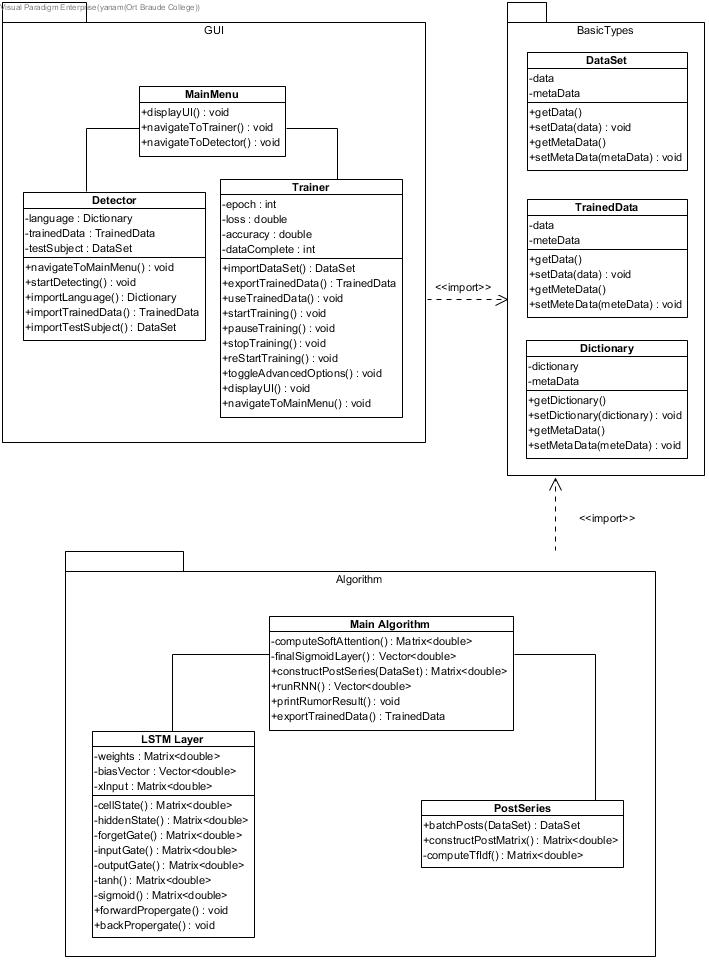 Visual Paradigm Enterprise(yanam(Ort Braude College))
GUI
MainMenu
+displayUI() : void
+navigateToTrainer() : void
+navigateToDetector() : void
Detector
-language : Dictionary
-trainedData : TrainedData
-testSubject : DataSet
+navigateToMainMenu() : void
+startDetecting() : void
+importLanguage() : Dictionary
+importTrainedData() : TrainedData
+importTestSubject() : DataSet
Trainer
-epoch : int
-loss : double
-accuracy : double
-dataComplete : int
+importDataSet() : DataSet
+exportTrainedData() : TrainedData
+useTrainedData() : void
+startTraining() : void
+pauseTraining() : void
+stopTraining() : void
+reStartTraining() : void
+toggleAdvancedOptions() : void
+displayUI() : void
+navigateToMainMenu() : void
<<import>>
BasicTypes
DataSet
-data
-metaData
+getData()
+setData(data) : void
+getMetaData()
+setMetaData(metaData) : void
TrainedData
-data
-meteData
+getData()
+setData(data) : void
+getMeteData()
+setMeteData(meteData) : void
Dictionary
-dictionary
-metaData
+getDictionary()
+setDictionary(dictionary) : void
+getMetaData()
+setMetaData(meteData) : void
<<import>>
Algorithm
Main Algorithm
-computeSoftAttention() : Matrix<double>
-finalSigmoidLayer() : Vector<double>
+constructPostSeries(DataSet) : Matrix<double>
+runRNN() : Vector<double>
+printRumorResult() : void
+exportTrainedData() : TrainedData
LSTM Layer
-weights : Matrix<double>
-biasVector : Vector<double>
-xInput : Matrix<double>
-cellState() : Matrix<double>
-hiddenState() : Matrix<double>
-forgetGate() : Matrix<double>
-inputGate() : Matrix<double>
-outputGate() : Matrix<double>
-tanh() : Matrix<double>
-sigmoid() : Matrix<double>
+forwardPropergate() : void
+backPropergate() : void
PostSeries
+batchPosts(DataSet) : DataSet
+constructPostMatrix() : Matrix<double>
-computeTfIdf() : Matrix<double>